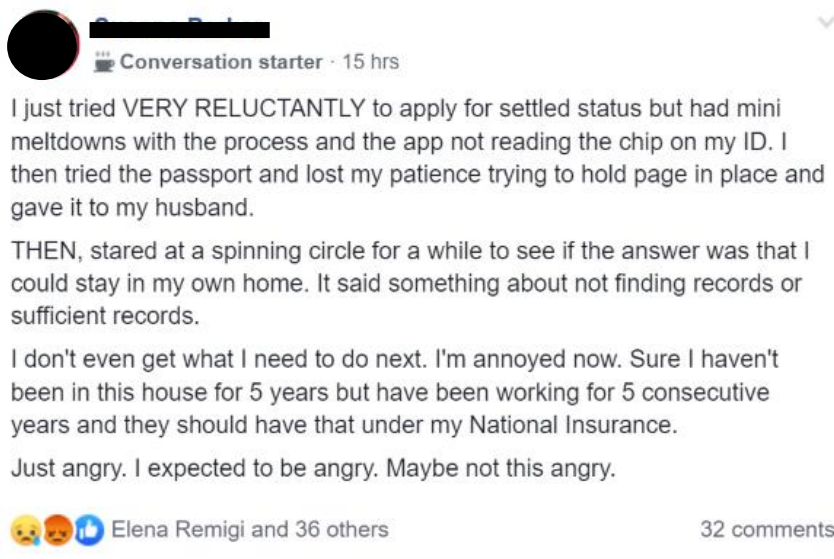 Conversation starter · 15 hrs
I just tried VERY RELUCTANTLY to apply for settled status but had mini
meltdowns with the process and the app not reading the chip on my ID. I
then tried the passport and lost my patience trying to hold page in place and
gave it to my husband.
THEN, stared at a spinning circle for a while to see if the answer was that I
could stay in my own home. It said something about not finding records or
sufficient records.
I don't even get what I need to do next. I'm annoyed now. Sure I haven't
been in this house for 5 years but have been working for 5 consecutive
years and they should have that under my National Insurance.
Just angry. I expected to be angry. Maybe not this angry.
Elena Remigi and 36 others
32 comments